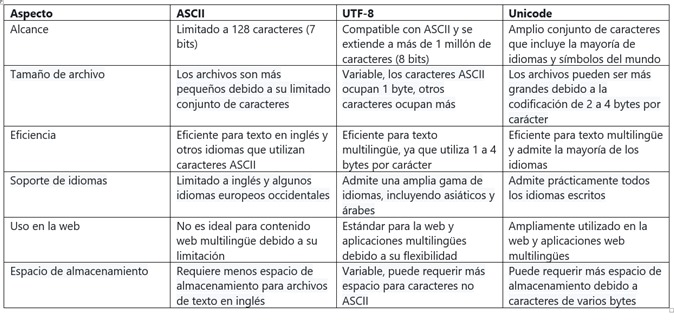 Aspecto ASCII UTF-8 Unicode
Alcance Limitado a 128 caracteres (7 Compatible con ASCII y se Amplio conjunto de caracteres
bits) extiende a más de 1 millón de que incluye la mayoría de
caracteres (8 bits) idiomas y símbolos del mundo
Tamaño de archivo Los archivos son más Variable, los caracteres ASCII Los archivos pueden ser más
pequeños debido a su limitado ocupan 1 byte, otros grandes debido a la
conjunto de caracteres caracteres ocupan más codificación de 2 a 4 bytes por
carácter
Eficiencia Eficiente para texto en inglés y Eficiente para texto Eficiente para texto multilingüe
otros idiomas que utilizan multilingüe, ya que utiliza 1 a 4 y admite la mayoría de los
caracteres ASCII bytes por carácter idiomas
Soporte de idiomas Limitado a inglés y algunos Admite una amplia gama de Admite prácticamente todos
idiomas europeos occidentales idiomas, incluyendo asiáticos y los idiomas escritos
árabes
Uso en la web No es ideal para contenido Estándar para la web y Ampliamente utilizado en la
web multilingüe debido a su aplicaciones multilingües web y aplicaciones web
limitación debido a su flexibilidad multilingües
Espacio de almacenamiento Requiere menos espacio de Variable, puede requerir más Puede requerir más espacio de
almacenamiento para archivos espacio para caracteres no almacenamiento debido a
de texto en inglés ASCII caracteres de varios bytes